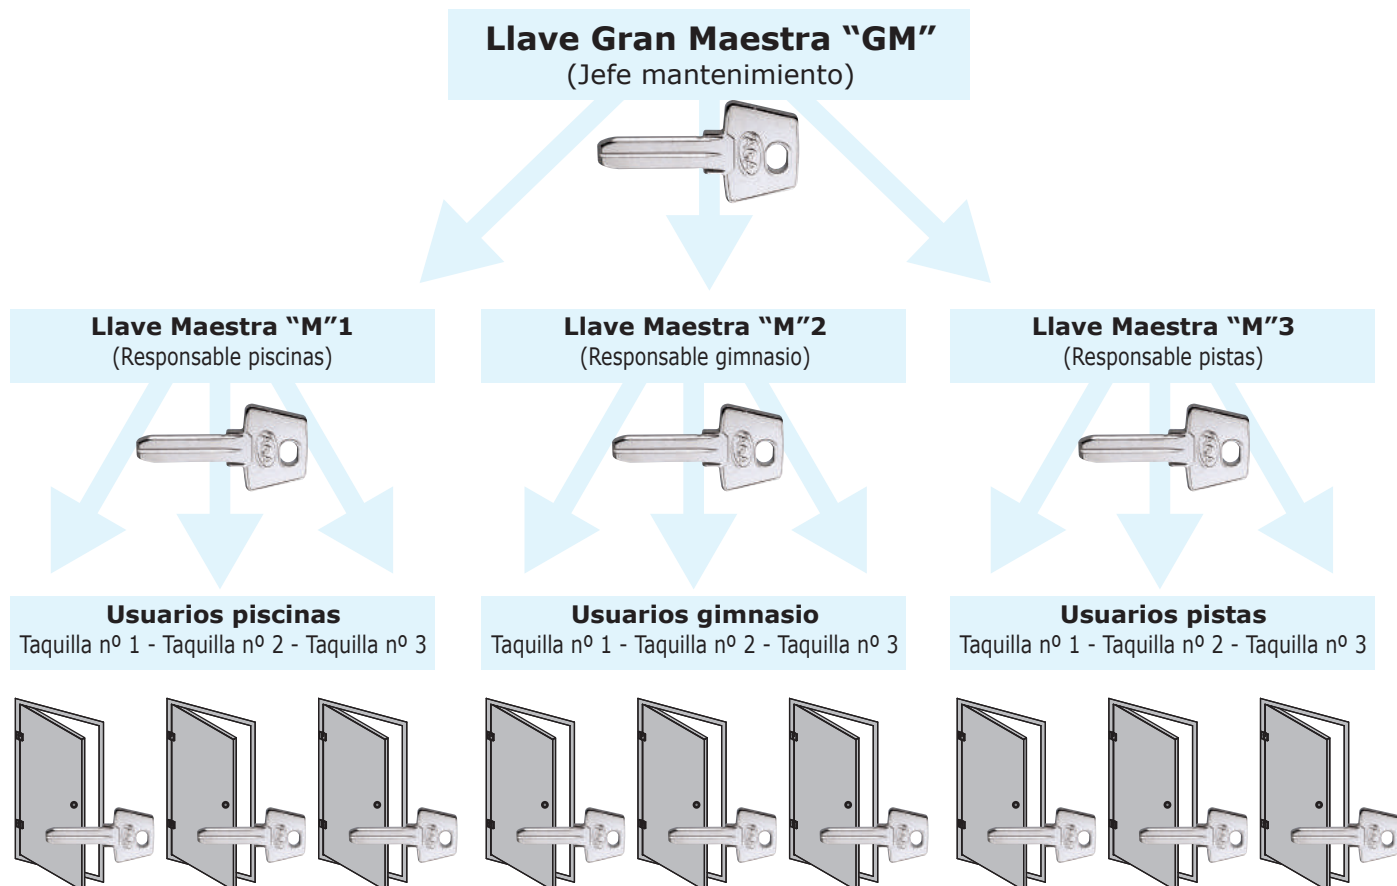 Llave Gran Maestra “GM”
(Jefe mantenimiento)
Llave Maestra “M”1
(Responsable piscinas)
Llave Maestra “M”2
(Responsable gimnasio)
Llave Maestra “M”3
(Responsable pistas)
Usuarios piscinas
Taquilla nº 1 - Taquilla nº 2 - Taquilla nº 3
Usuarios gimnasio
Taquilla nº 1 - Taquilla nº 2 - Taquilla nº 3
Usuarios pistas
Taquilla nº 1 - Taquilla nº 2 - Taquilla nº 3